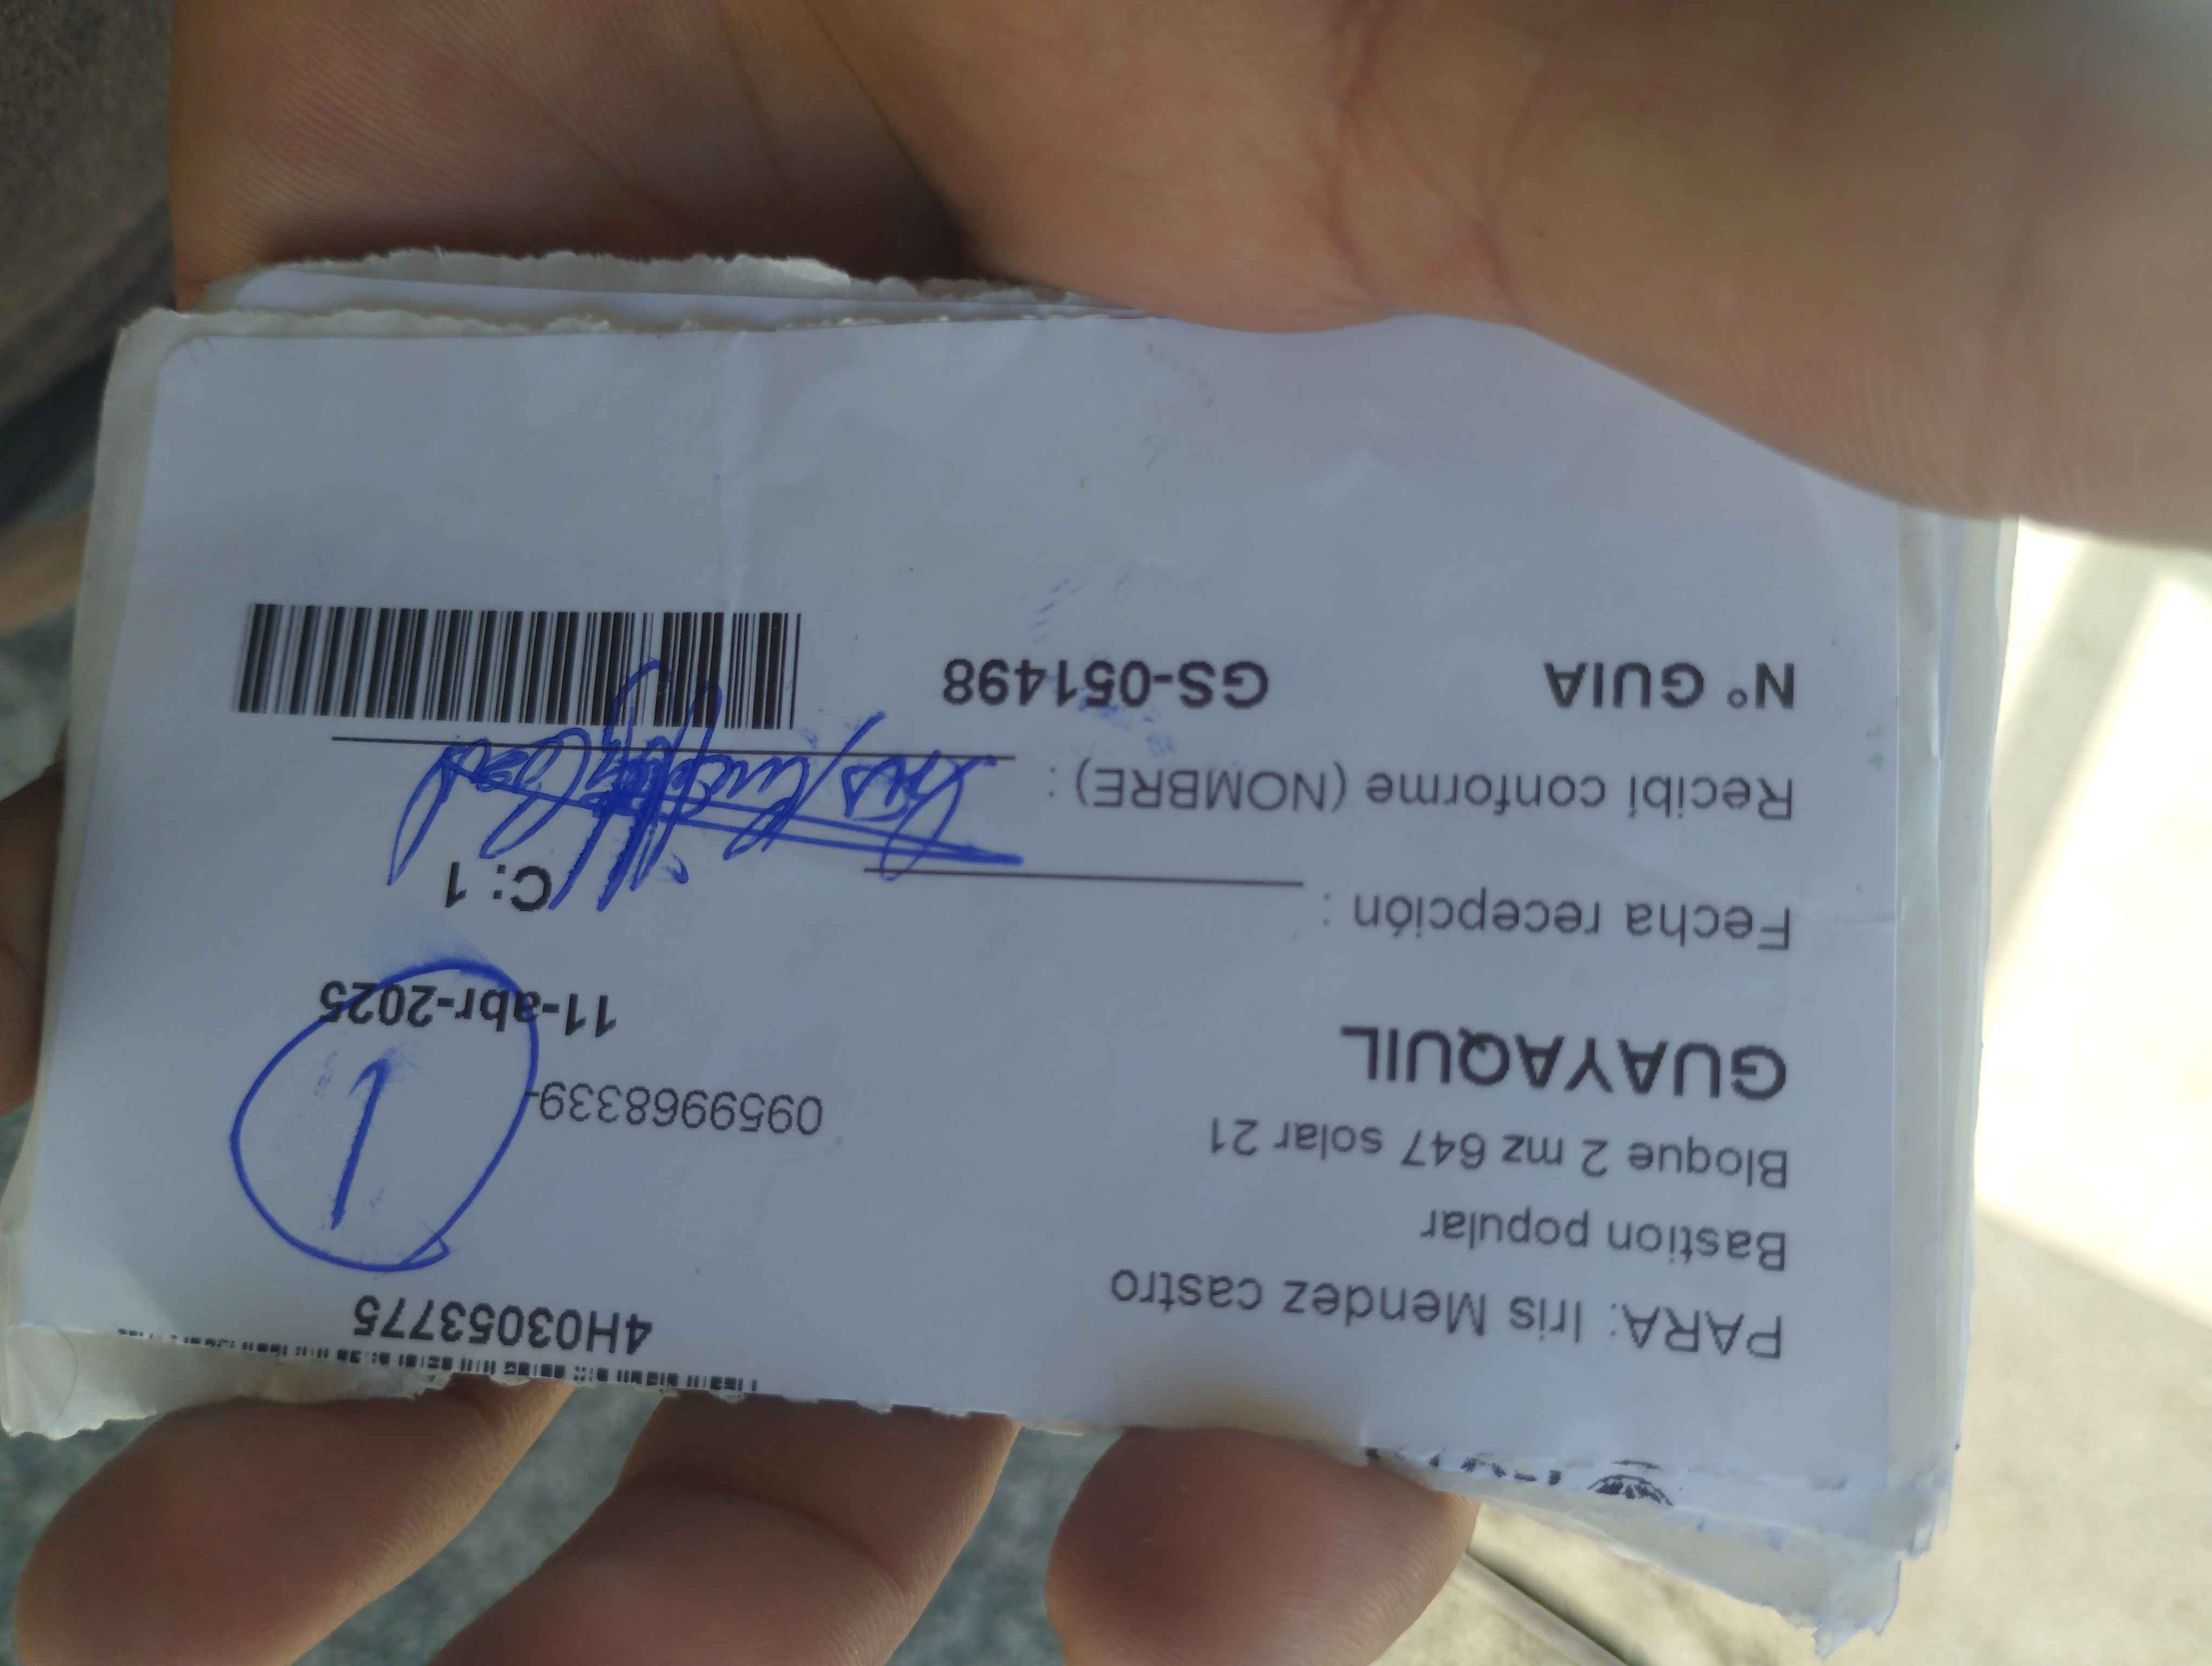 4H03053775
PARA: Iris Mendez castro
Bastion popular
Bloque 2 mz 647 solar 21
0959968339-
1
GUAYAQUIL
11-abr-2025
Fecha recepción :
C: 1
Recibí conforme (NOMBRE) :
N° GUIA GS-051498